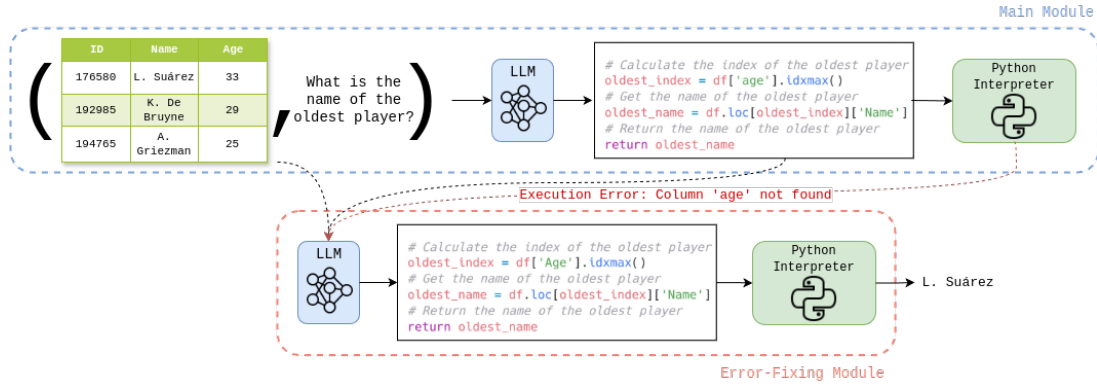 Main Module
ID Name Age
176580 L. Suárez 33
192985 K. De Bruyne 29
194765 A. Griezman 25
( , )
What is the
name of the
oldest player?
LLM
# Calculate the index of the oldest player
oldest_index = df['age'].idxmax()
# Get the name of the oldest player
oldest_name = df.loc[oldest_index]['Name']
# Return the name of the oldest player
return oldest_name
Python
Interpreter
Execution Error: Column 'age' not found
LLM
# Calculate the index of the oldest player
oldest_index = df['Age'].idxmax()
# Get the name of the oldest player
oldest_name = df.loc[oldest_index]['Name']
# Return the name of the oldest player
return oldest_name
Python
Interpreter
L. Suárez
Error-Fixing Module